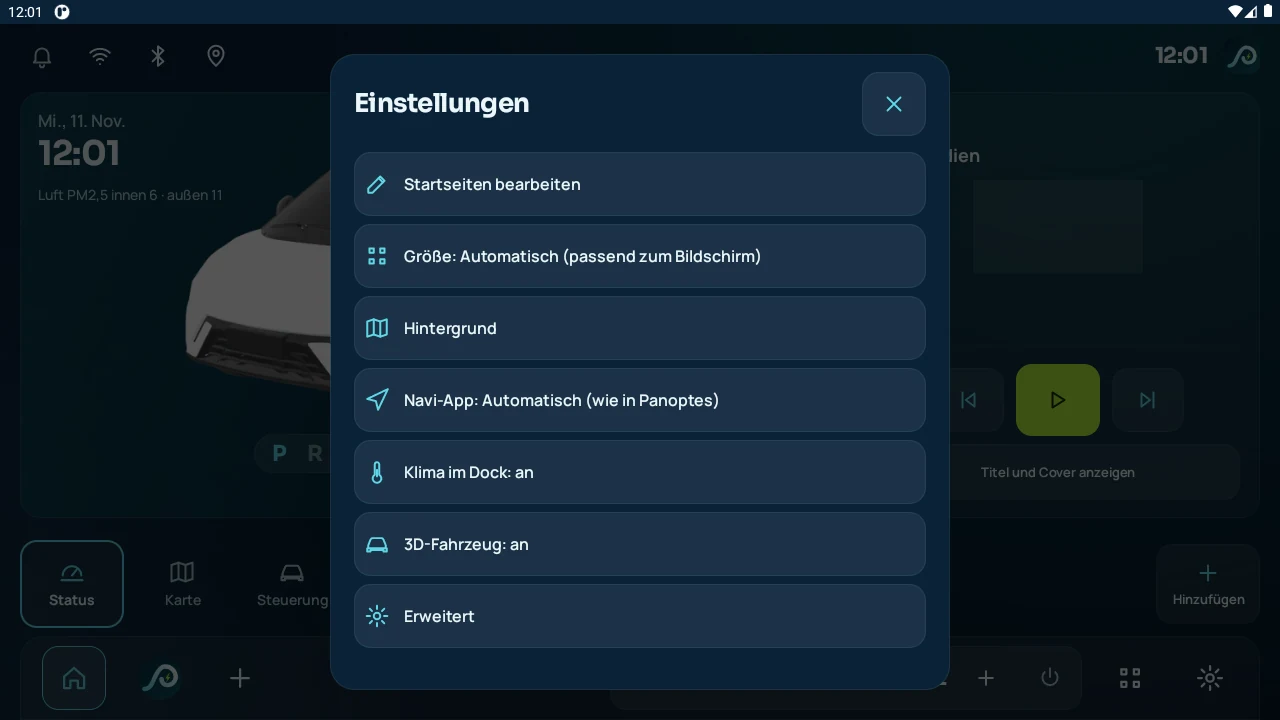 12:01
12:01
Mi., 11. Nov.
12:01
Luft PM2,5 innen 6 · außen 11
P R
Einstellungen
Startseiten bearbeiten
Größe: Automatisch (passend zum Bildschirm)
Hintergrund
Navi-App: Automatisch (wie in Panoptes)
Klima im Dock: an
3D-Fahrzeug: an
Erweitert
Titel und Cover anzeigen
Status
Karte
Steuerung
Hinzufügen